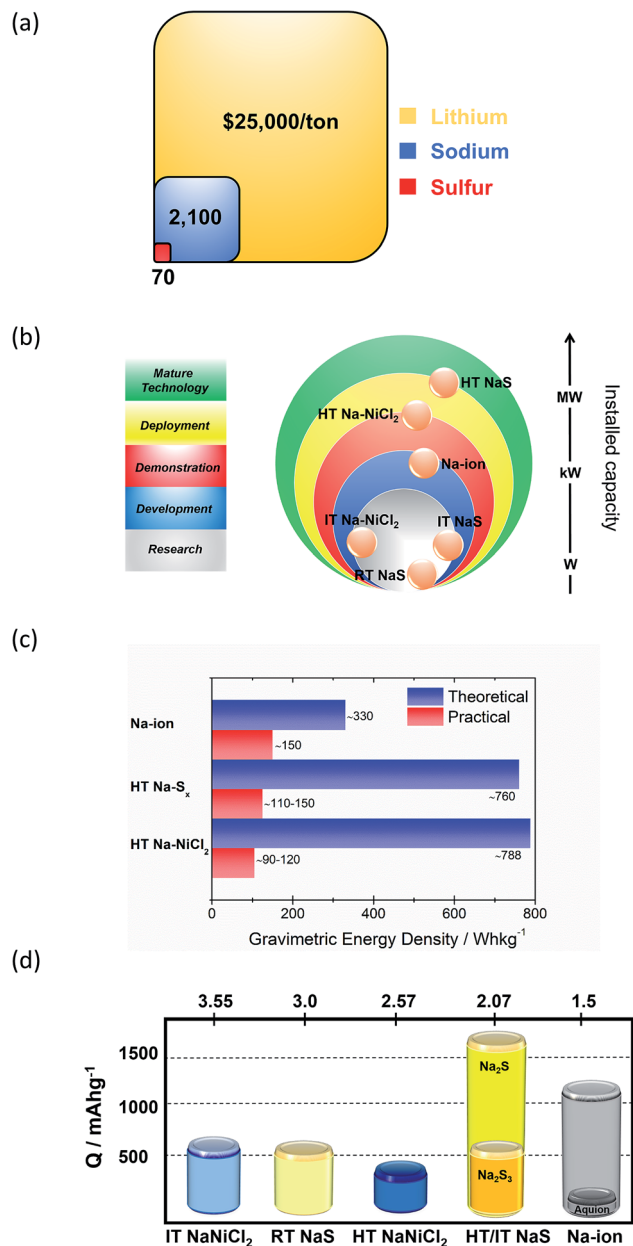 (a)
$25,000/ton
Lithium
Sodium
Sulfur
2,100
70
(b)
Mature
Technology
Deployment
Demonstration
Development
Research
HT NaS
HT Na-NiCl₂
Na-ion
IT Na-NiCl₂
IT NaS
RT NaS
MW
kW
W
Installed capacity
(c)
Theoretical
Practical
Na-ion
~330
~150
HT Na-Sₓ
~760
~110-150
HT Na-NiCl₂
~788
~90-120
0 200 400 600 800
Gravimetric Energy Density / Whkg⁻¹
(d)
3.55 3.0 2.57 2.07 1.5
Q / mAhg⁻¹
1500
1000
500
Na₂S
Na₂S₃
Aquion
IT NaNiCl₂ RT NaS HT NaNiCl₂ HT/IT NaS Na-ion